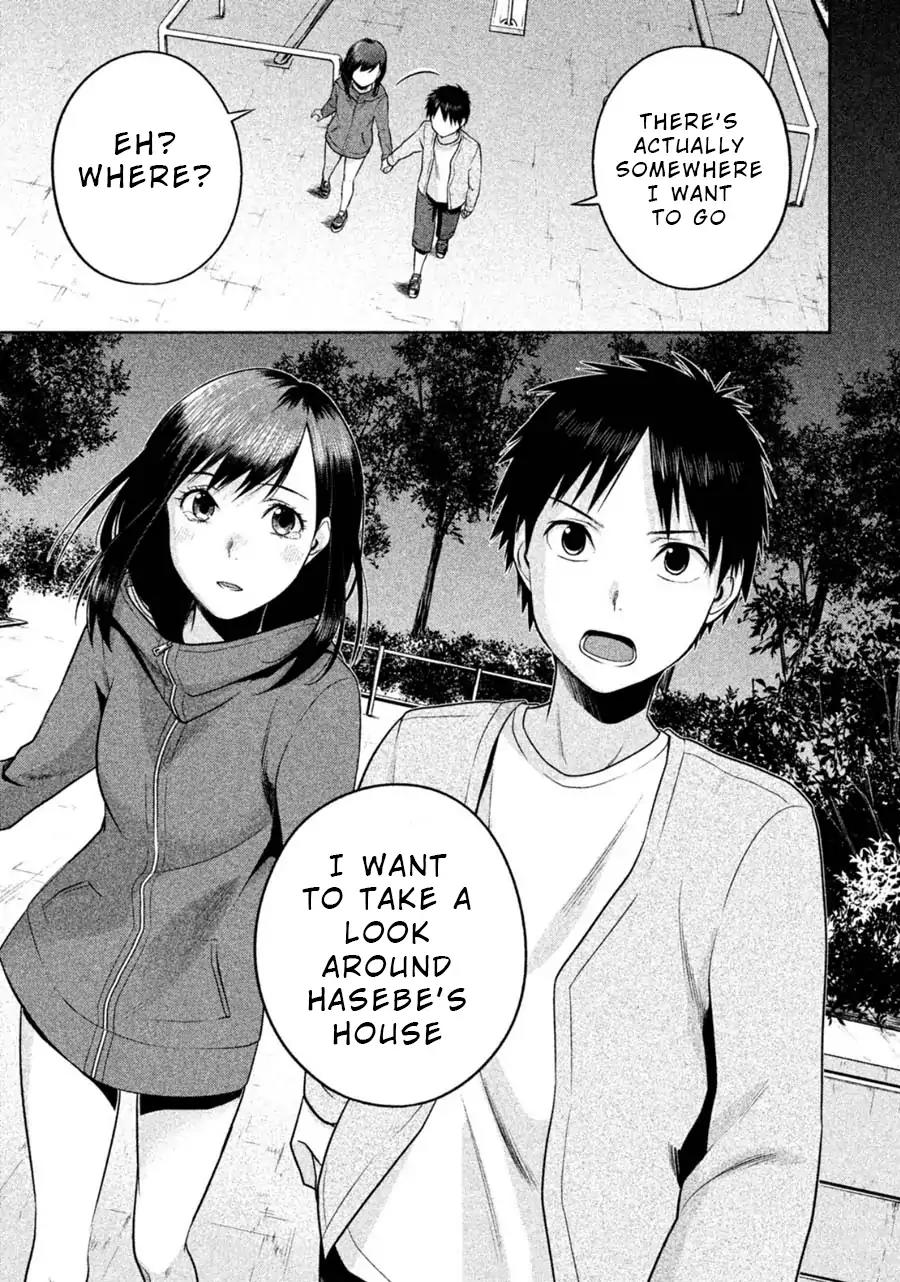 THERE'S
ACTUALLY
SOMEWHERE
I WANT
TO GO
EH?
WHERE?
I WANT
TO TAKE A
LOOK
AROUND
HASEBE'S
HOUSE